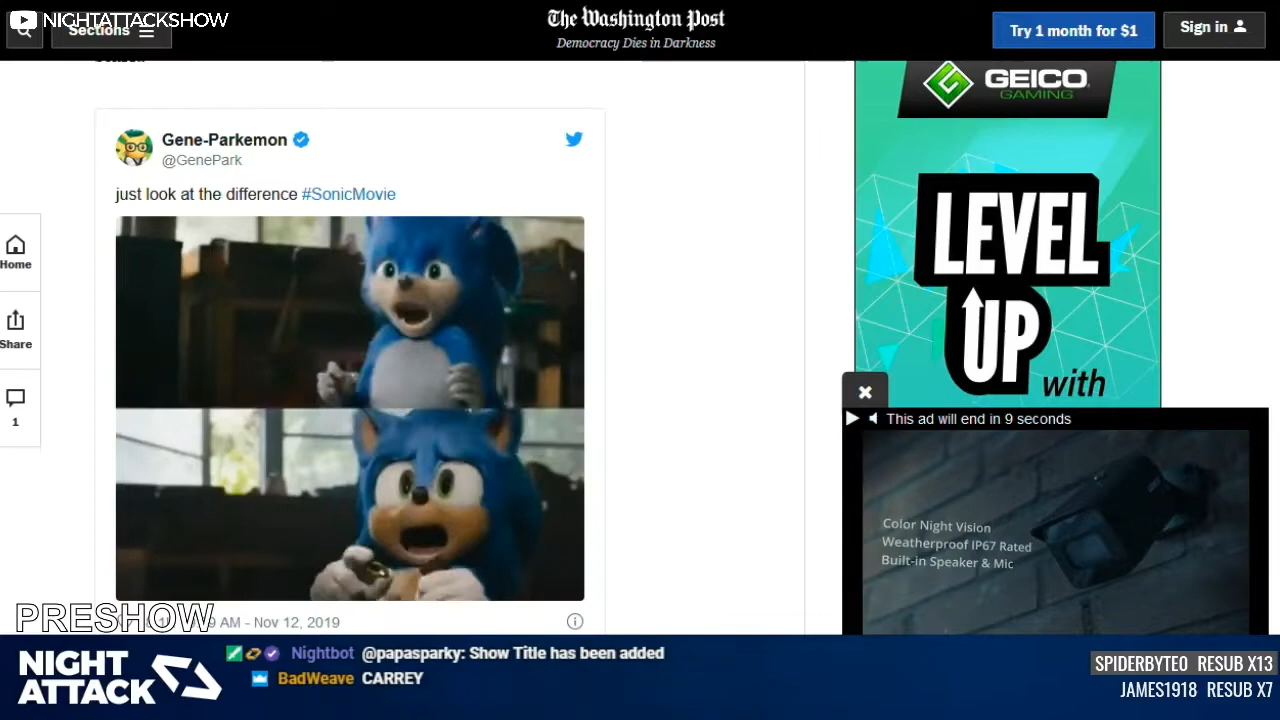 NIGHTATTACKSHOW
Sections
The Washington Post
Democracy Dies in Darkness
Try 1 month for $1
Sign in
GEICO
GAMING
Gene-Parkemon
@GenePark
just look at the difference #SonicMovie
Home
Share
1
LEVEL
UP
with
This ad will end in 9 seconds
Color Night Vision
Weatherproof IP67 Rated
Built-in Speaker & Mic
PRESHOW
AM - Nov 12, 2019
NIGHT
ATTACK
Nightbot @papasparky: Show Title has been added
BadWeave CARREY
SPIDERBYTE0 RESUB X13
JAMES1918 RESUB X7